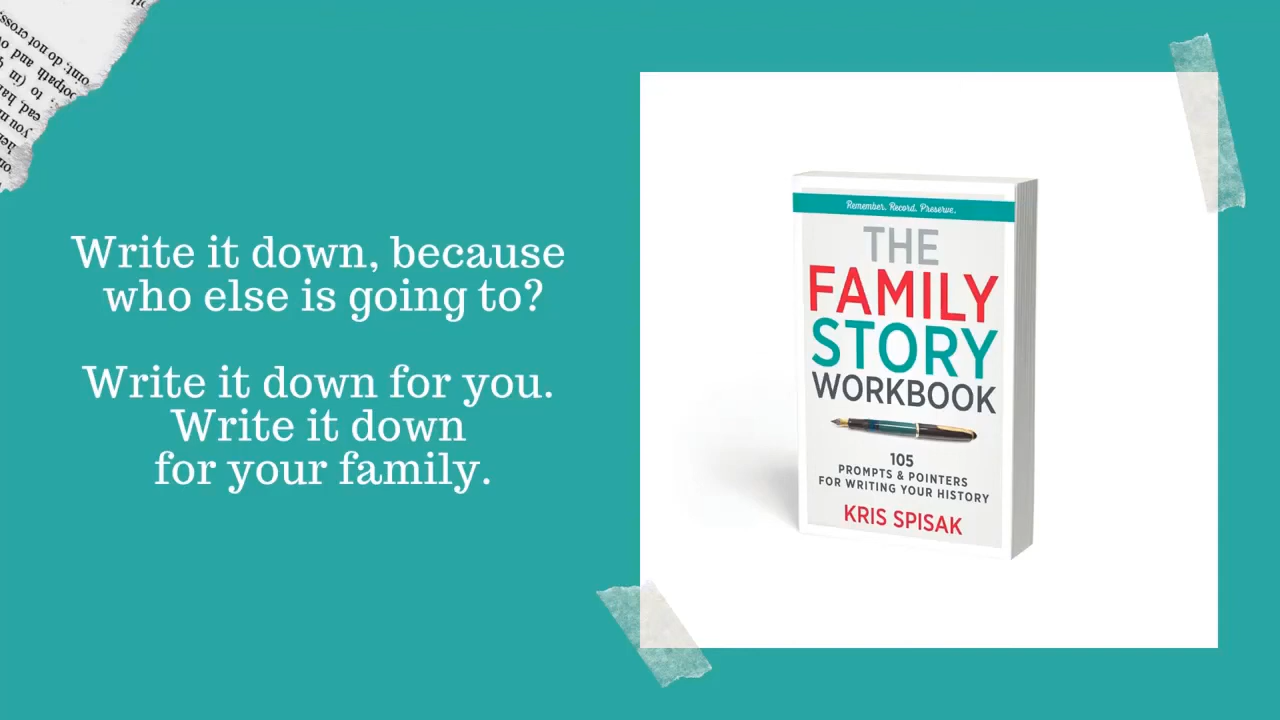 Write it down, because
who else is going to?
Write it down for you.
Write it down
for your family.
Remember. Record. Preserve.
THE
FAMILY
STORY
WORKBOOK
105
PROMPTS & POINTERS
FOR WRITING YOUR HISTORY
KRIS SPISAK